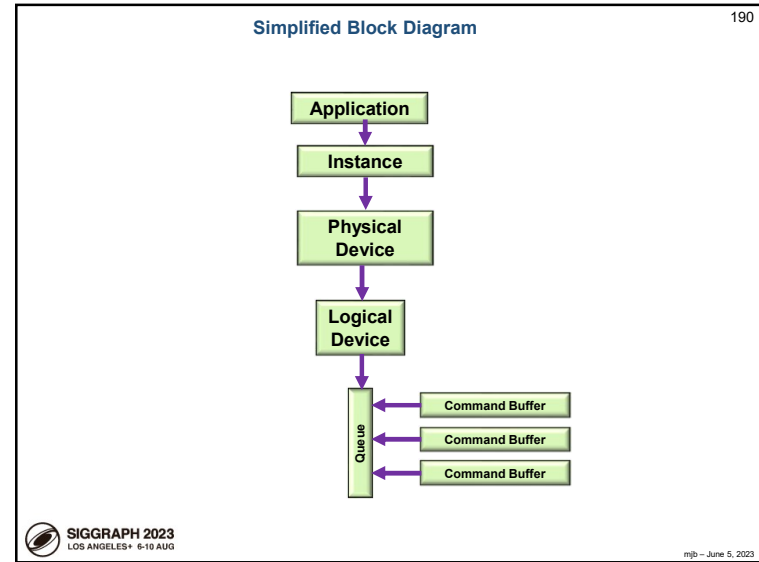 Simplified Block Diagram
190
Application
Instance
Physical
Device
Logical
Device
Queue
Command Buffer
Command Buffer
Command Buffer
SIGGRAPH 2023
LOS ANGELES+ 6-10 AUG
mjb – June 5, 2023